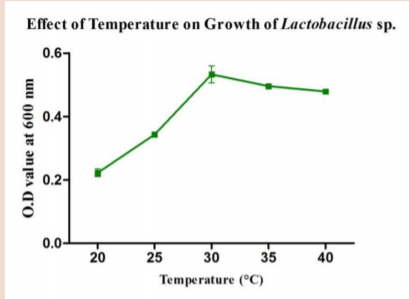 Effect of Temperature on Growth of Lactobacillus sp.
0.6
0.4
0.2
0.0
O.D value at 600 nm
20 25 30 35 40
Temperature (°C)